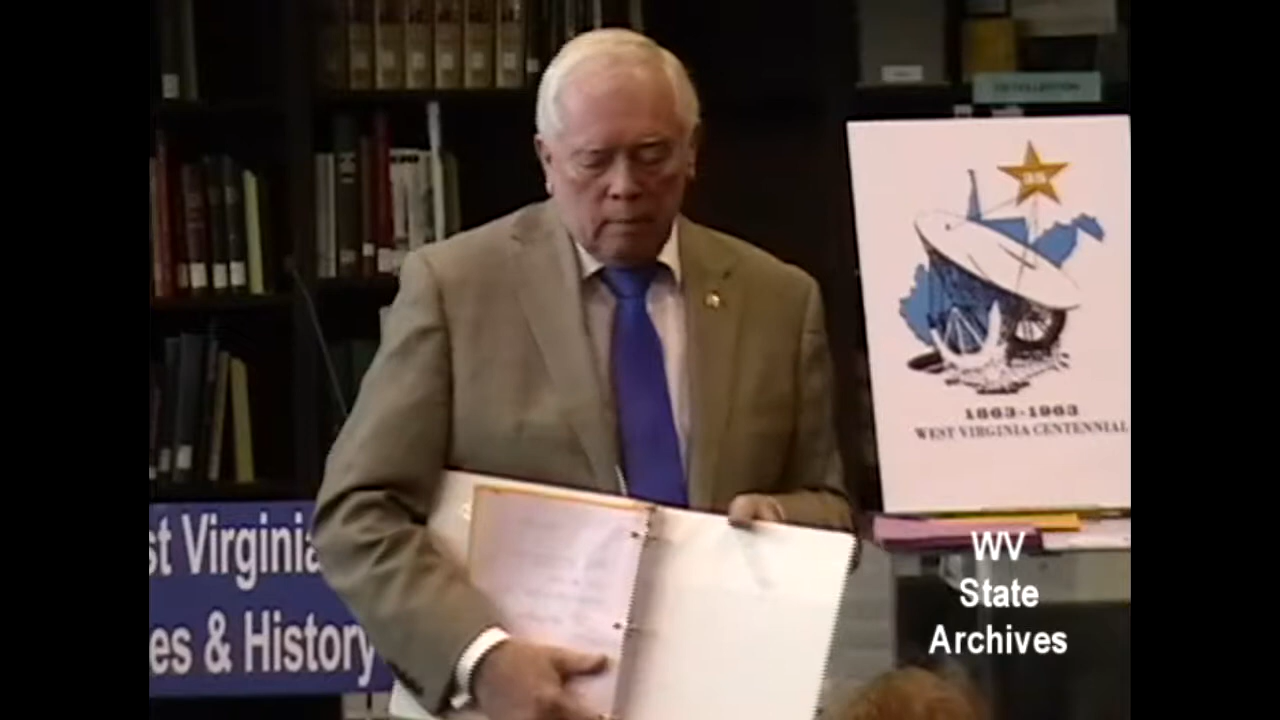 35
1863-1963
WEST VIRGINIA CENTENNIAL
st Virginia
es & History
WV
State
Archives